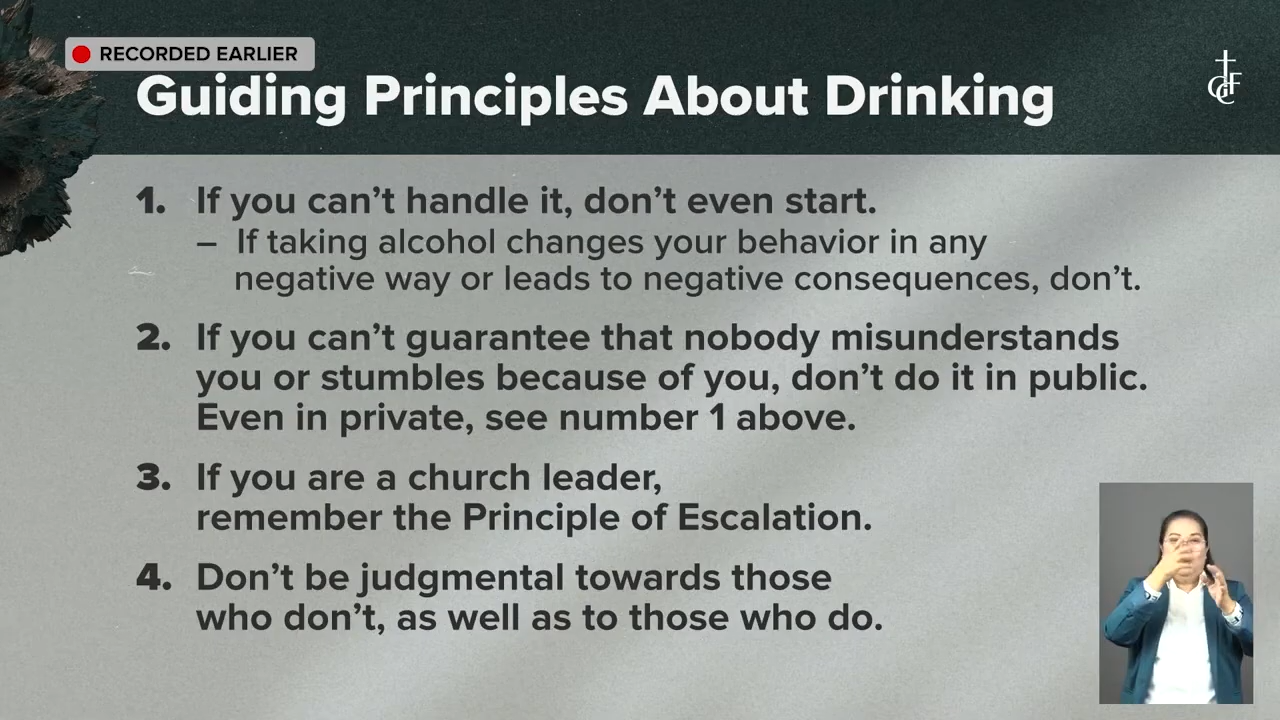 RECORDED EARLIER
Guiding Principles About Drinking
1. If you can’t handle it, don’t even start.
– If taking alcohol changes your behavior in any
negative way or leads to negative consequences, don’t.
2. If you can’t guarantee that nobody misunderstands
you or stumbles because of you, don’t do it in public.
Even in private, see number 1 above.
3. If you are a church leader,
remember the Principle of Escalation.
4. Don’t be judgmental towards those
who don’t, as well as to those who do.